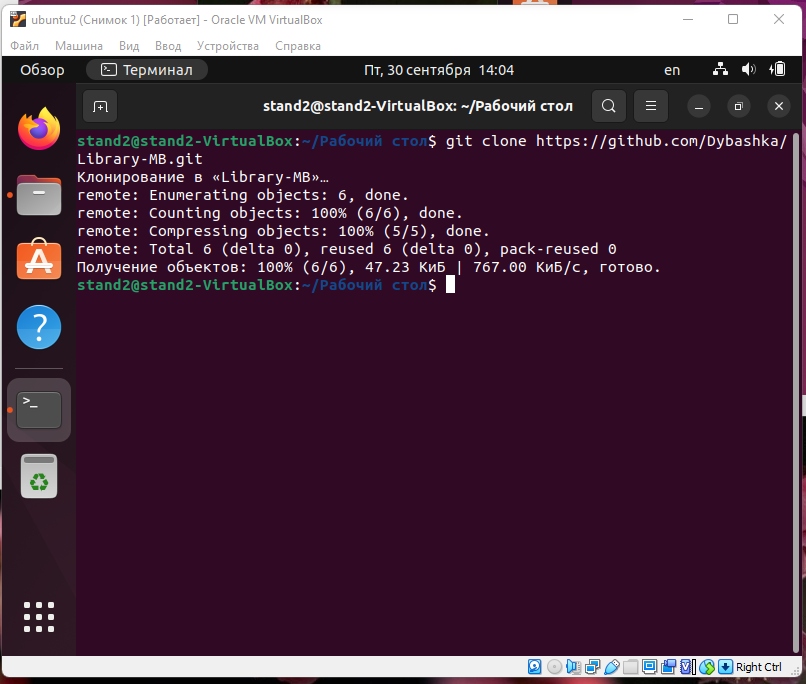 ubuntu2 (Снимок 1) [Работает] - Oracle VM VirtualBox
Файл Машина Вид Ввод Устройства Справка
Обзор Терминал Пт, 30 сентября 14:04 en
stand2@stand2-VirtualBox: ~/Рабочий стол
stand2@stand2-VirtualBox:~/Рабочий стол$ git clone https://github.com/Dybashka/
Library-MB.git
Клонирование в «Library-MB»…
remote: Enumerating objects: 6, done.
remote: Counting objects: 100% (6/6), done.
remote: Compressing objects: 100% (5/5), done.
remote: Total 6 (delta 0), reused 6 (delta 0), pack-reused 0
Получение объектов: 100% (6/6), 47.23 КиБ | 767.00 КиБ/с, готово.
stand2@stand2-VirtualBox:~/Рабочий стол$
Right Ctrl